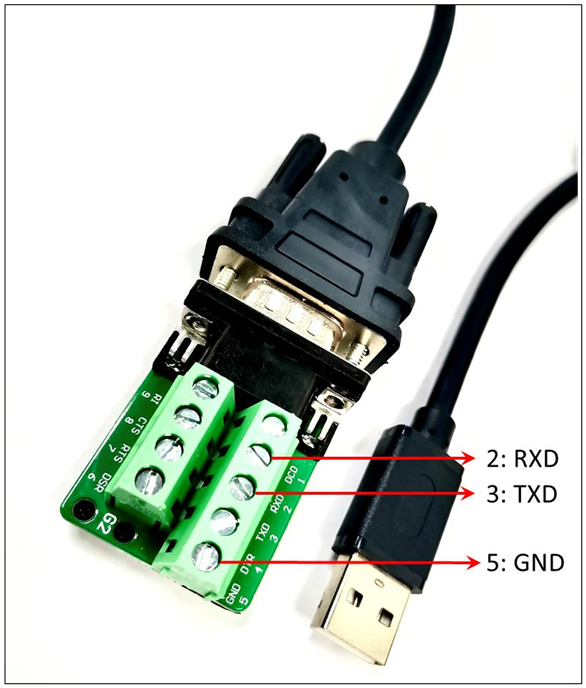 RI 9
CTS 8
RTS 7
DSR 6
G2
DCD 1
RXD 2
TXD 3
DTR 4
GND 5
2: RXD
3: TXD
5: GND